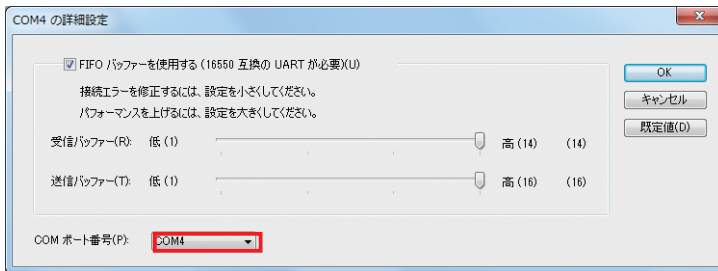 COM4 の詳細設定
FIFO バッファーを使用する (16550 互換の UART が必要)(U)
接続エラーを修正するには、設定を小さくしてください。
パフォーマンスを上げるには、設定を大きくしてください。
受信バッファー(R): 低 (1) 高 (14) (14)
送信バッファー(T): 低 (1) 高 (16) (16)
COM ポート番号(P): COM4
OK
キャンセル
既定値(D)